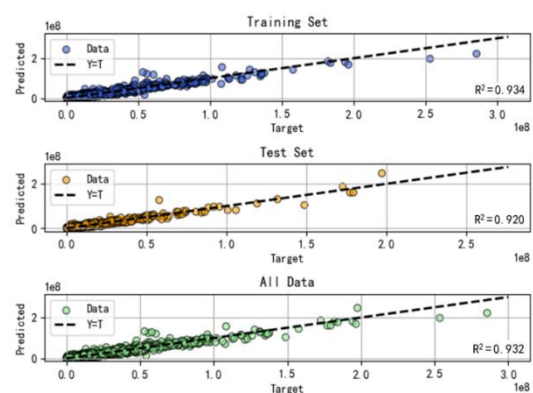 Training Set
1e8
Data
Y=T
2
0
Predicted
R²=0.934
0.0 0.5 1.0 1.5 2.0 2.5 3.0
Target
1e8
Test Set
1e8
Data
Y=T
2
0
Predicted
R²=0.920
0.0 0.5 1.0 1.5 2.0 2.5
Target
1e8
All Data
1e8
Data
Y=T
2
0
Predicted
R²=0.932
0.0 0.5 1.0 1.5 2.0 2.5 3.0
Target
1e8